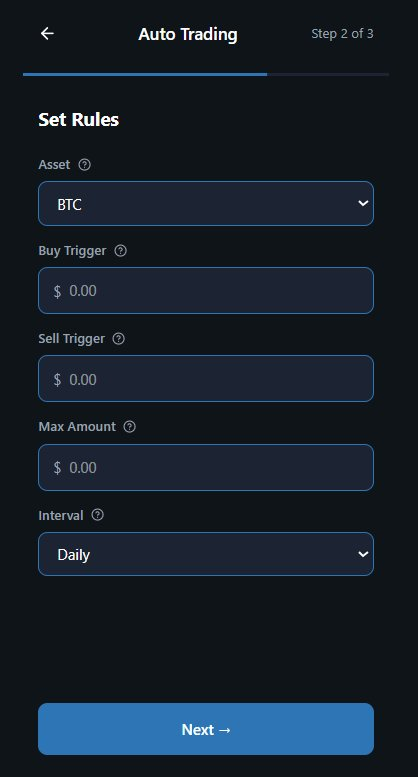 Auto Trading
Step 2 of 3
Set Rules
Asset
BTC
Buy Trigger
$ 0.00
Sell Trigger
$ 0.00
Max Amount
$ 0.00
Interval
Daily
Next →